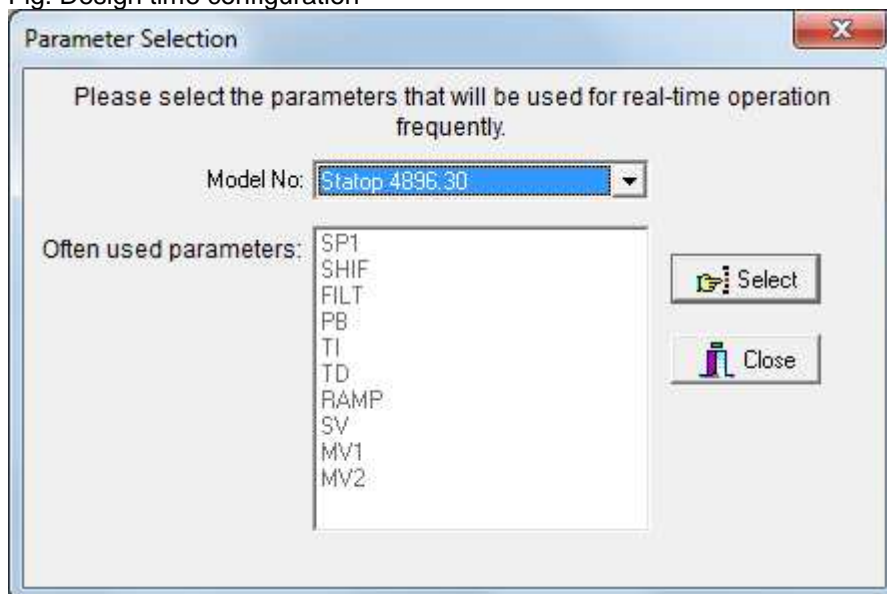 Fig. Design time configuration
Parameter Selection
Please select the parameters that will be used for real-time operation
frequently.
Model No: Statop 4896.30
Often used parameters:
SP1
SHIF
FILT
PB
TI
TD
RAMP
SV
MV1
MV2
Select
Close